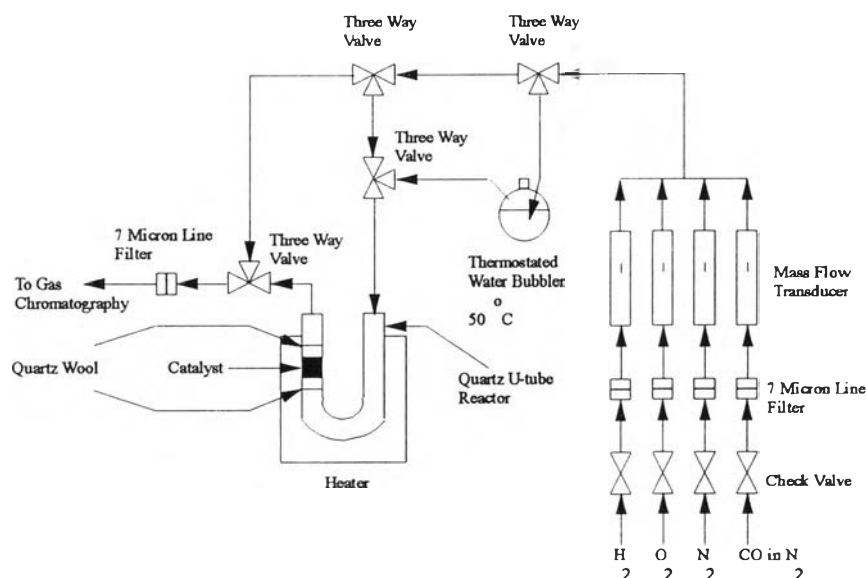 Three Way
Valve
Three Way
Valve
Three Way
Valve
7 Micron Line
Filter
Three Way
Valve
To Gas
Chromatography
Thermostated
Water Bubbler
o
50 C
Mass Flow
Transducer
Quartz Wool
Catalyst
Quartz U-tube
Reactor
7 Micron Line
Filter
Heater
Check Valve
H O N CO in N
2 2 2 2